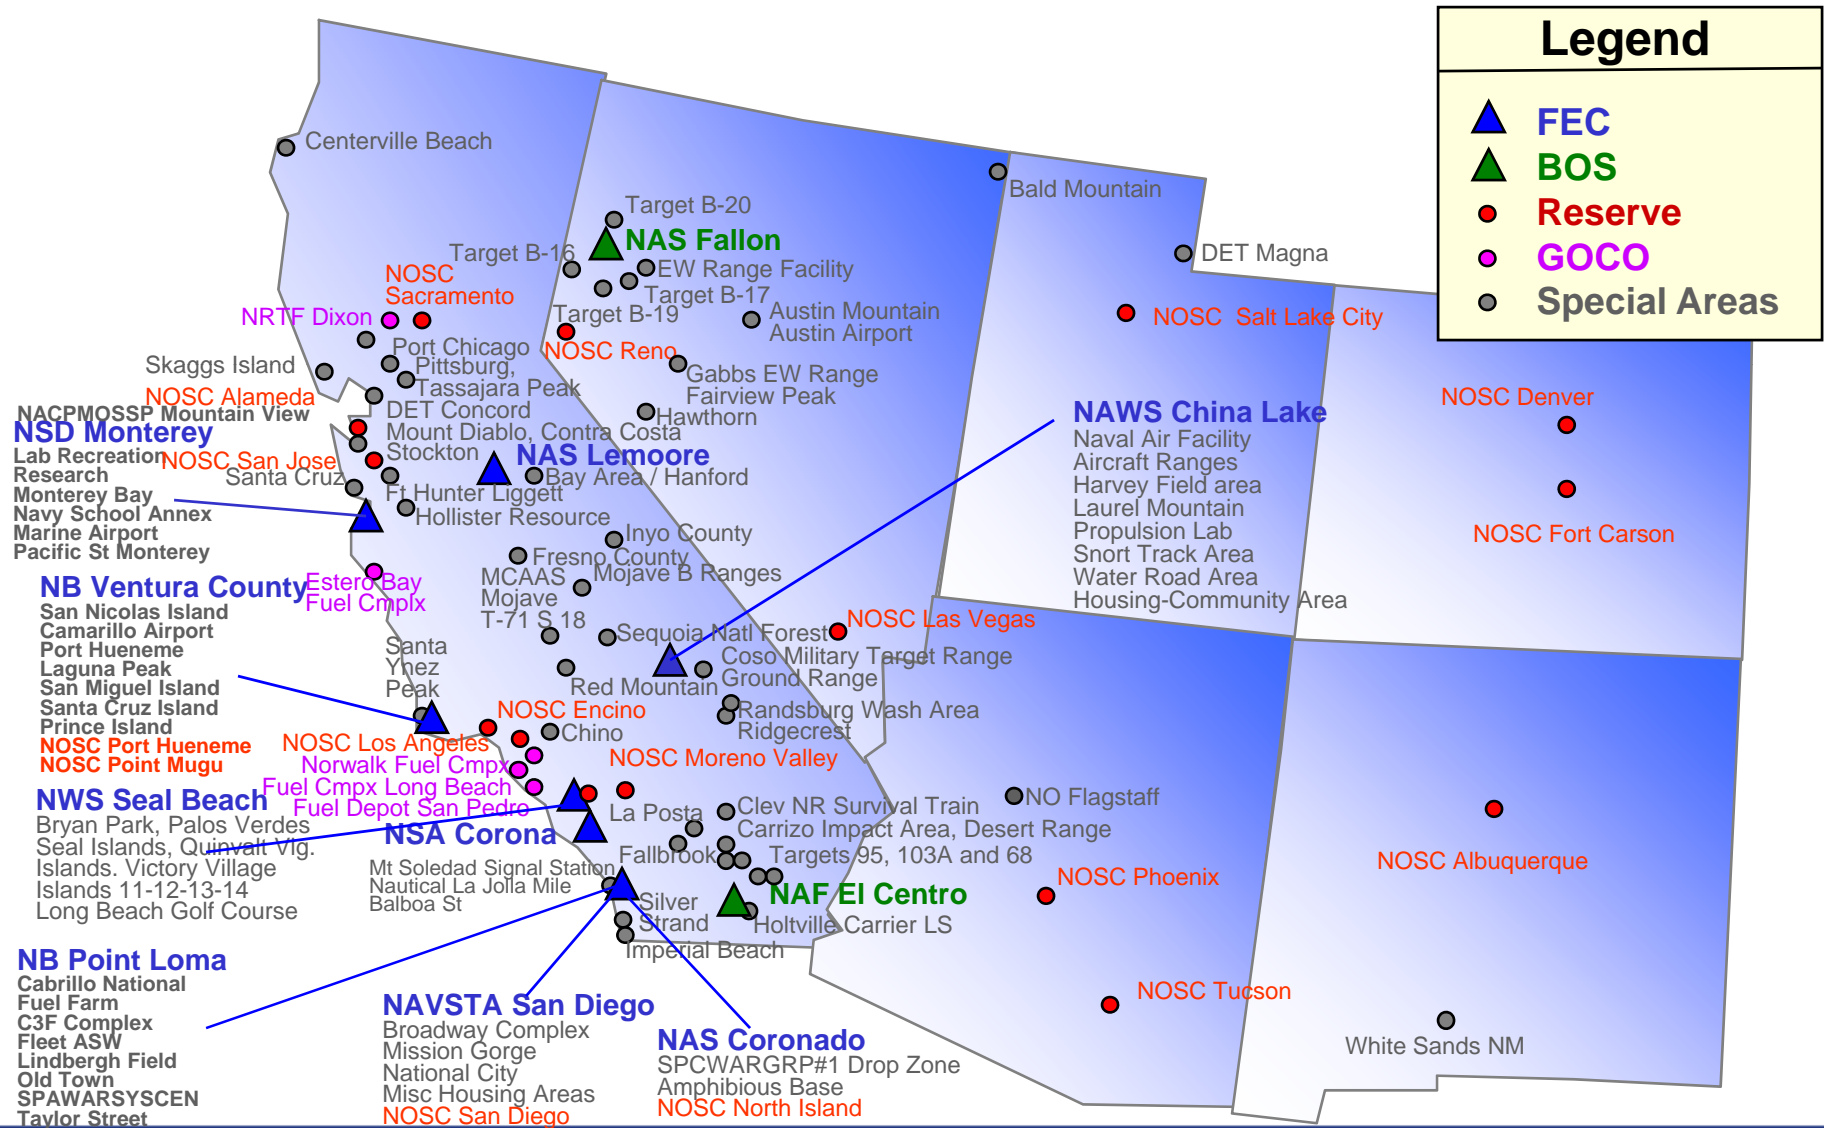 Legend
FEC
BOS
Reserve
GOCO
Special Areas
Centerville Beach
Bald Mountain
Target B-20
NAS Fallon
Target B-16
DET Magna
EW Range Facility
NOSC
Sacramento
Target B-17
NRTF Dixon
Target B-19
Austin Mountain
Austin Airport
NOSC  Salt Lake City
NOSC Reno
Port Chicago
Skaggs Island
Pittsburg,
Tassajara Peak
Gabbs EW Range
Fairview Peak
NOSC Alameda
NOSC Denver
NACPMOSSP Mountain View
DET Concord
Hawthorn
NSD Monterey
Lab Recreation
Research
Monterey Bay
Navy School Annex
Marine Airport
Pacific St Monterey
Mount Diablo, Contra Costa
Stockton
NAS Lemoore
NOSC San Jose
Santa Cruz
Bay Area / Hanford
Ft Hunter Liggett
Hollister Resource
NAWS China Lake
Naval Air Facility
Aircraft Ranges
Harvey Field area
Laurel Mountain
Propulsion Lab
Snort Track Area
Water Road Area
Housing-Community Area
NOSC Fort Carson
Inyo County
Fresno County
MCAAS
Mojave
T-71 S 18
Mojave B Ranges
Estero Bay
Fuel Cmplx
NB Ventura County
San Nicolas Island
Camarillo Airport
Port Hueneme
Laguna Peak
San Miguel Island
Santa Cruz Island
Prince Island
NOSC Port Hueneme
NOSC Point Mugu
Santa
Ynez
Peak
Sequoia Natl Forest
NOSC Las Vegas
Coso Military Target Range
Ground Range
Red Mountain
Randsburg Wash Area
Ridgecrest
NOSC Encino
Chino
NOSC Los Angeles
NOSC Moreno Valley
Norwalk Fuel Cmpx
Fuel Cmpx Long Beach
Fuel Depot San Pedro
NWS Seal Beach
Bryan Park, Palos Verdes
Seal Islands, Quinvalt Vlg.
Islands. Victory Village
Islands 11-12-13-14
Long Beach Golf Course
NSA Corona
La Posta
Clev NR Survival Train
Carrizo Impact Area, Desert Range
Fallbrook
Targets 95, 103A and 68
NO Flagstaff
NOSC Phoenix
NOSC Albuquerque
Mt Soledad Signal Station
Nautical La Jolla Mile
Balboa St
NAF El Centro
Holtville Carrier LS
Silver
Strand
Imperial Beach
NB Point Loma
Cabrillo National
Fuel Farm
C3F Complex
Fleet ASW
Lindbergh Field
Old Town
SPAWARSYSCEN
Taylor Street
NAVSTA San Diego
Broadway Complex
Mission Gorge
National City
Misc Housing Areas
NOSC San Diego
NAS Coronado
SPCWARGRP#1 Drop Zone
Amphibious Base
NOSC North Island
NOSC Tucson
White Sands NM